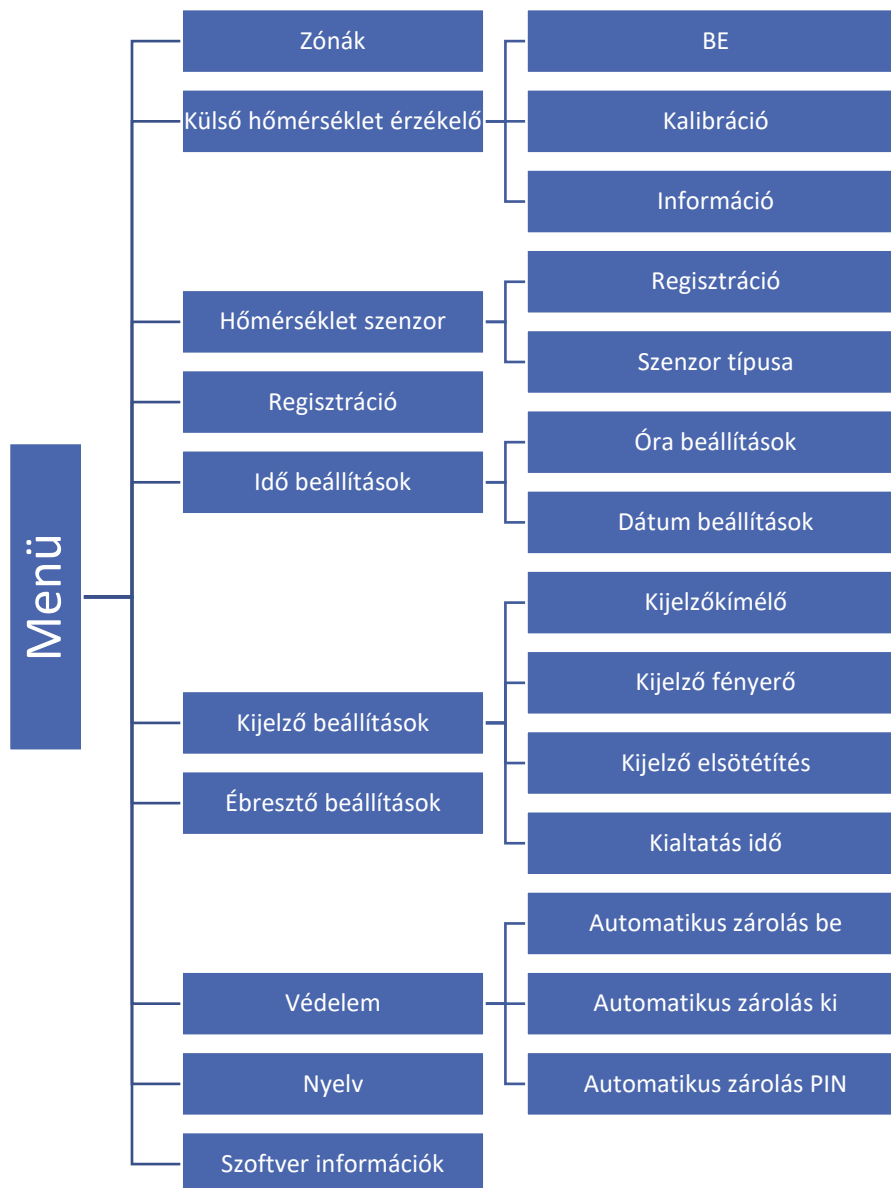 Menü
Zónák
Külső hőmérséklet érzékelő
BE
Kalibráció
Információ
Hőmérséklet szenzor
Regisztráció
Szenzor típusa
Regisztráció
Idő beállítások
Óra beállítások
Dátum beállítások
Kijelző beállítások
Kijelzőkímélő
Kijelző fényerő
Kijelző elsötétítés
Kialtatás idő
Ébresztő beállítások
Védelem
Automatikus zárolás be
Automatikus zárolás ki
Automatikus zárolás PIN
Nyelv
Szoftver információk